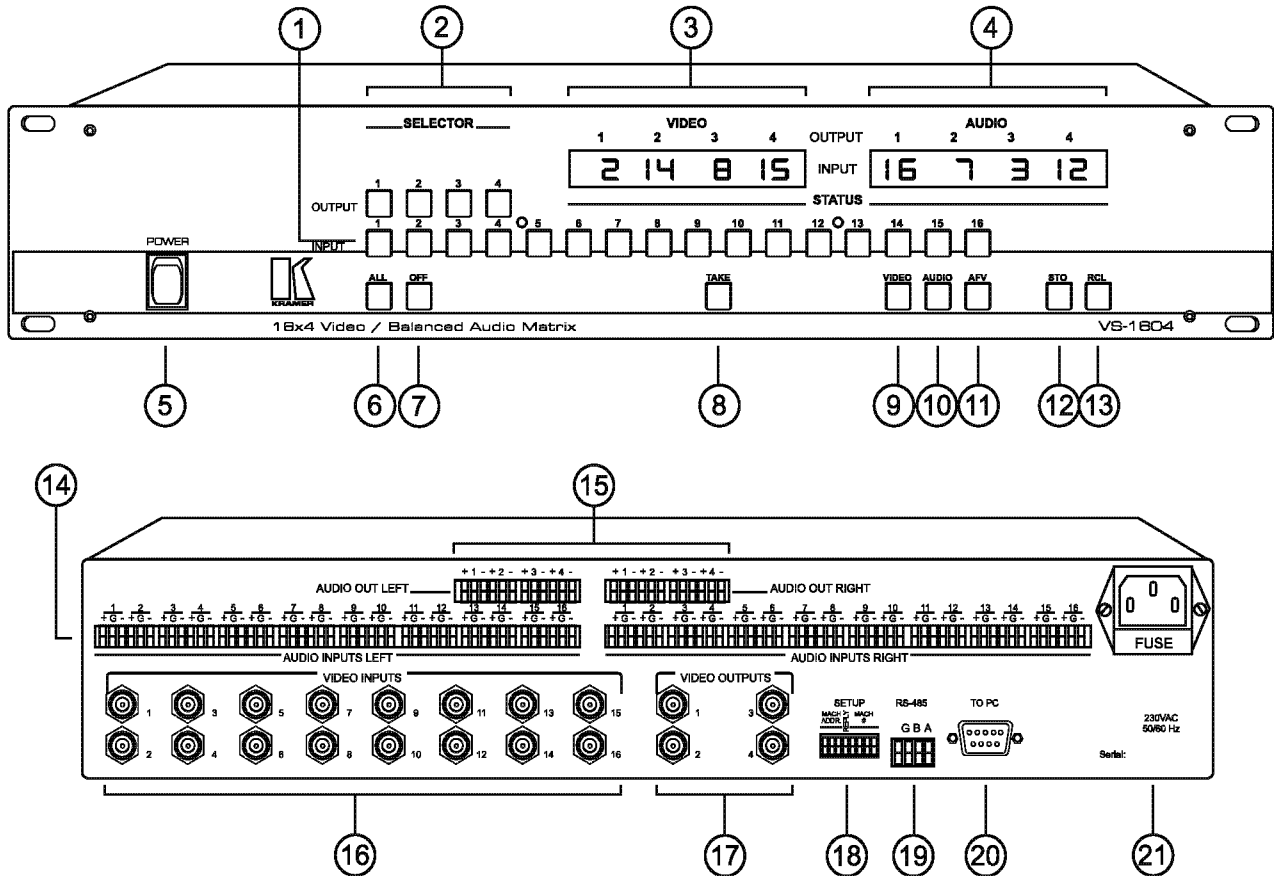 1 2 3 4
SELECTOR VIDEO AUDIO
1 2 3 4 OUTPUT 1 2 3 4
2 14 8 15 INPUT 16 7 3 12
STATUS
1 2 3 4
OUTPUT
1 2 3 4 5 6 7 8 9 10 11 12 13 14 15 16
INPUT
POWER
ALL OFF TAKE VIDEO AUDIO AFV STO RCL
K
KRAMER
16x4 Video / Balanced Audio Matrix VS-1604
5 6 7 8 9 10 11 12 13
14 15
+ 1 - + 2 - + 3 - + 4 - + 1 - + 2 - + 3 - + 4 -
AUDIO OUT LEFT AUDIO OUT RIGHT
1 2 3 4 5 6 7 8 9 10 11 12 13 14 15 16 1 2 3 4 5 6 7 8 9 10 11 12 13 14 15 16
+G- +G- +G- +G- +G- +G- +G- +G- +G- +G- +G- +G- +G- +G- +G- +G-
AUDIO INPUTS LEFT AUDIO INPUTS RIGHT
FUSE
VIDEO INPUTS VIDEO OUTPUTS
1 3 5 7 9 11 13 15 1 3
2 4 6 8 10 12 14 16 2 4
SETUP RS-485 TO PC
MACH ADDR. REPLY MACH #
G B A
230VAC
50/60 Hz
Serial:
16 17 18 19 20 21